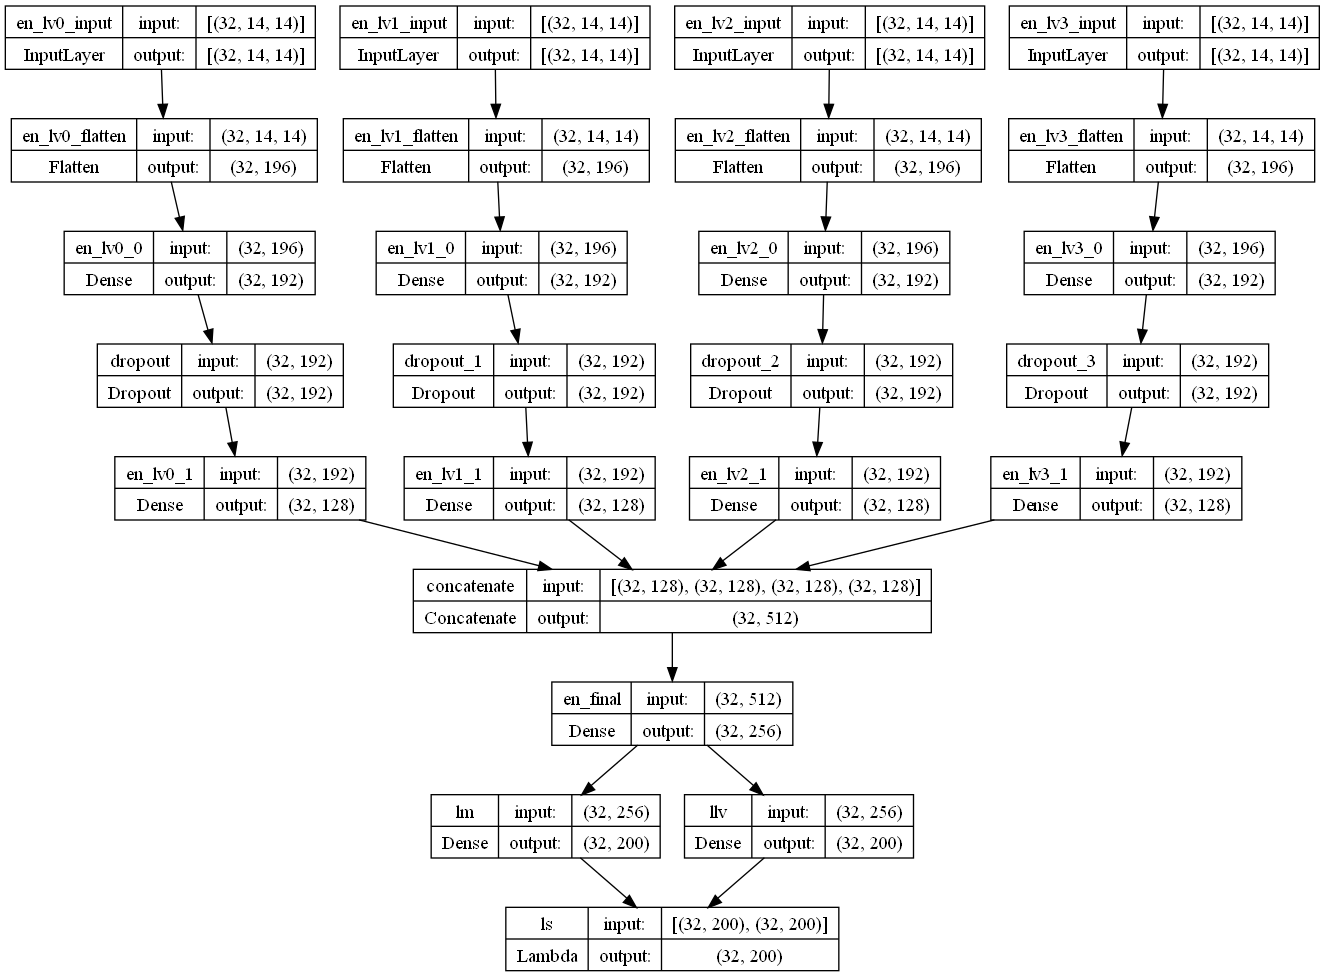 en_lv0_input input: [(32, 14, 14)] en_lv1_input input: [(32, 14, 14)] en_lv2_input input: [(32, 14, 14)] en_lv3_input input: [(32, 14, 14)]
InputLayer output: [(32, 14, 14)] InputLayer output: [(32, 14, 14)] InputLayer output: [(32, 14, 14)] InputLayer output: [(32, 14, 14)]
en_lv0_flatten input: (32, 14, 14) en_lv1_flatten input: (32, 14, 14) en_lv2_flatten input: (32, 14, 14) en_lv3_flatten input: (32, 14, 14)
Flatten output: (32, 196) Flatten output: (32, 196) Flatten output: (32, 196) Flatten output: (32, 196)
en_lv0_0 input: (32, 196) en_lv1_0 input: (32, 196) en_lv2_0 input: (32, 196) en_lv3_0 input: (32, 196)
Dense output: (32, 192) Dense output: (32, 192) Dense output: (32, 192) Dense output: (32, 192)
dropout input: (32, 192) dropout_1 input: (32, 192) dropout_2 input: (32, 192) dropout_3 input: (32, 192)
Dropout output: (32, 192) Dropout output: (32, 192) Dropout output: (32, 192) Dropout output: (32, 192)
en_lv0_1 input: (32, 192) en_lv1_1 input: (32, 192) en_lv2_1 input: (32, 192) en_lv3_1 input: (32, 192)
Dense output: (32, 128) Dense output: (32, 128) Dense output: (32, 128) Dense output: (32, 128)
concatenate input: [(32, 128), (32, 128), (32, 128), (32, 128)]
Concatenate output: (32, 512)
en_final input: (32, 512)
Dense output: (32, 256)
lm input: (32, 256) llv input: (32, 256)
Dense output: (32, 200) Dense output: (32, 200)
ls input: [(32, 200), (32, 200)]
Lambda output: (32, 200)